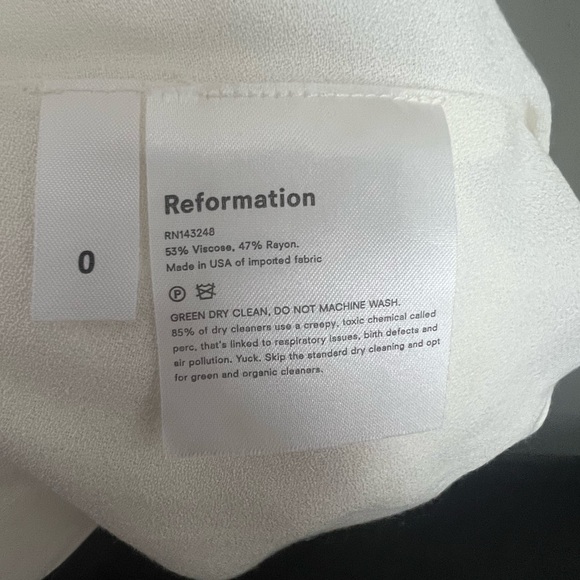 0
Reformation
RN143248
53% Viscose, 47% Rayon.
Made in USA of imported fabric
P
GREEN DRY CLEAN, DO NOT MACHINE WASH.
85% of dry cleaners use a creepy, toxic chemical called
perc, that's linked to respiratory issues, birth defects and
air pollution. Yuck. Skip the standard dry cleaning and opt
for green and organic cleaners.